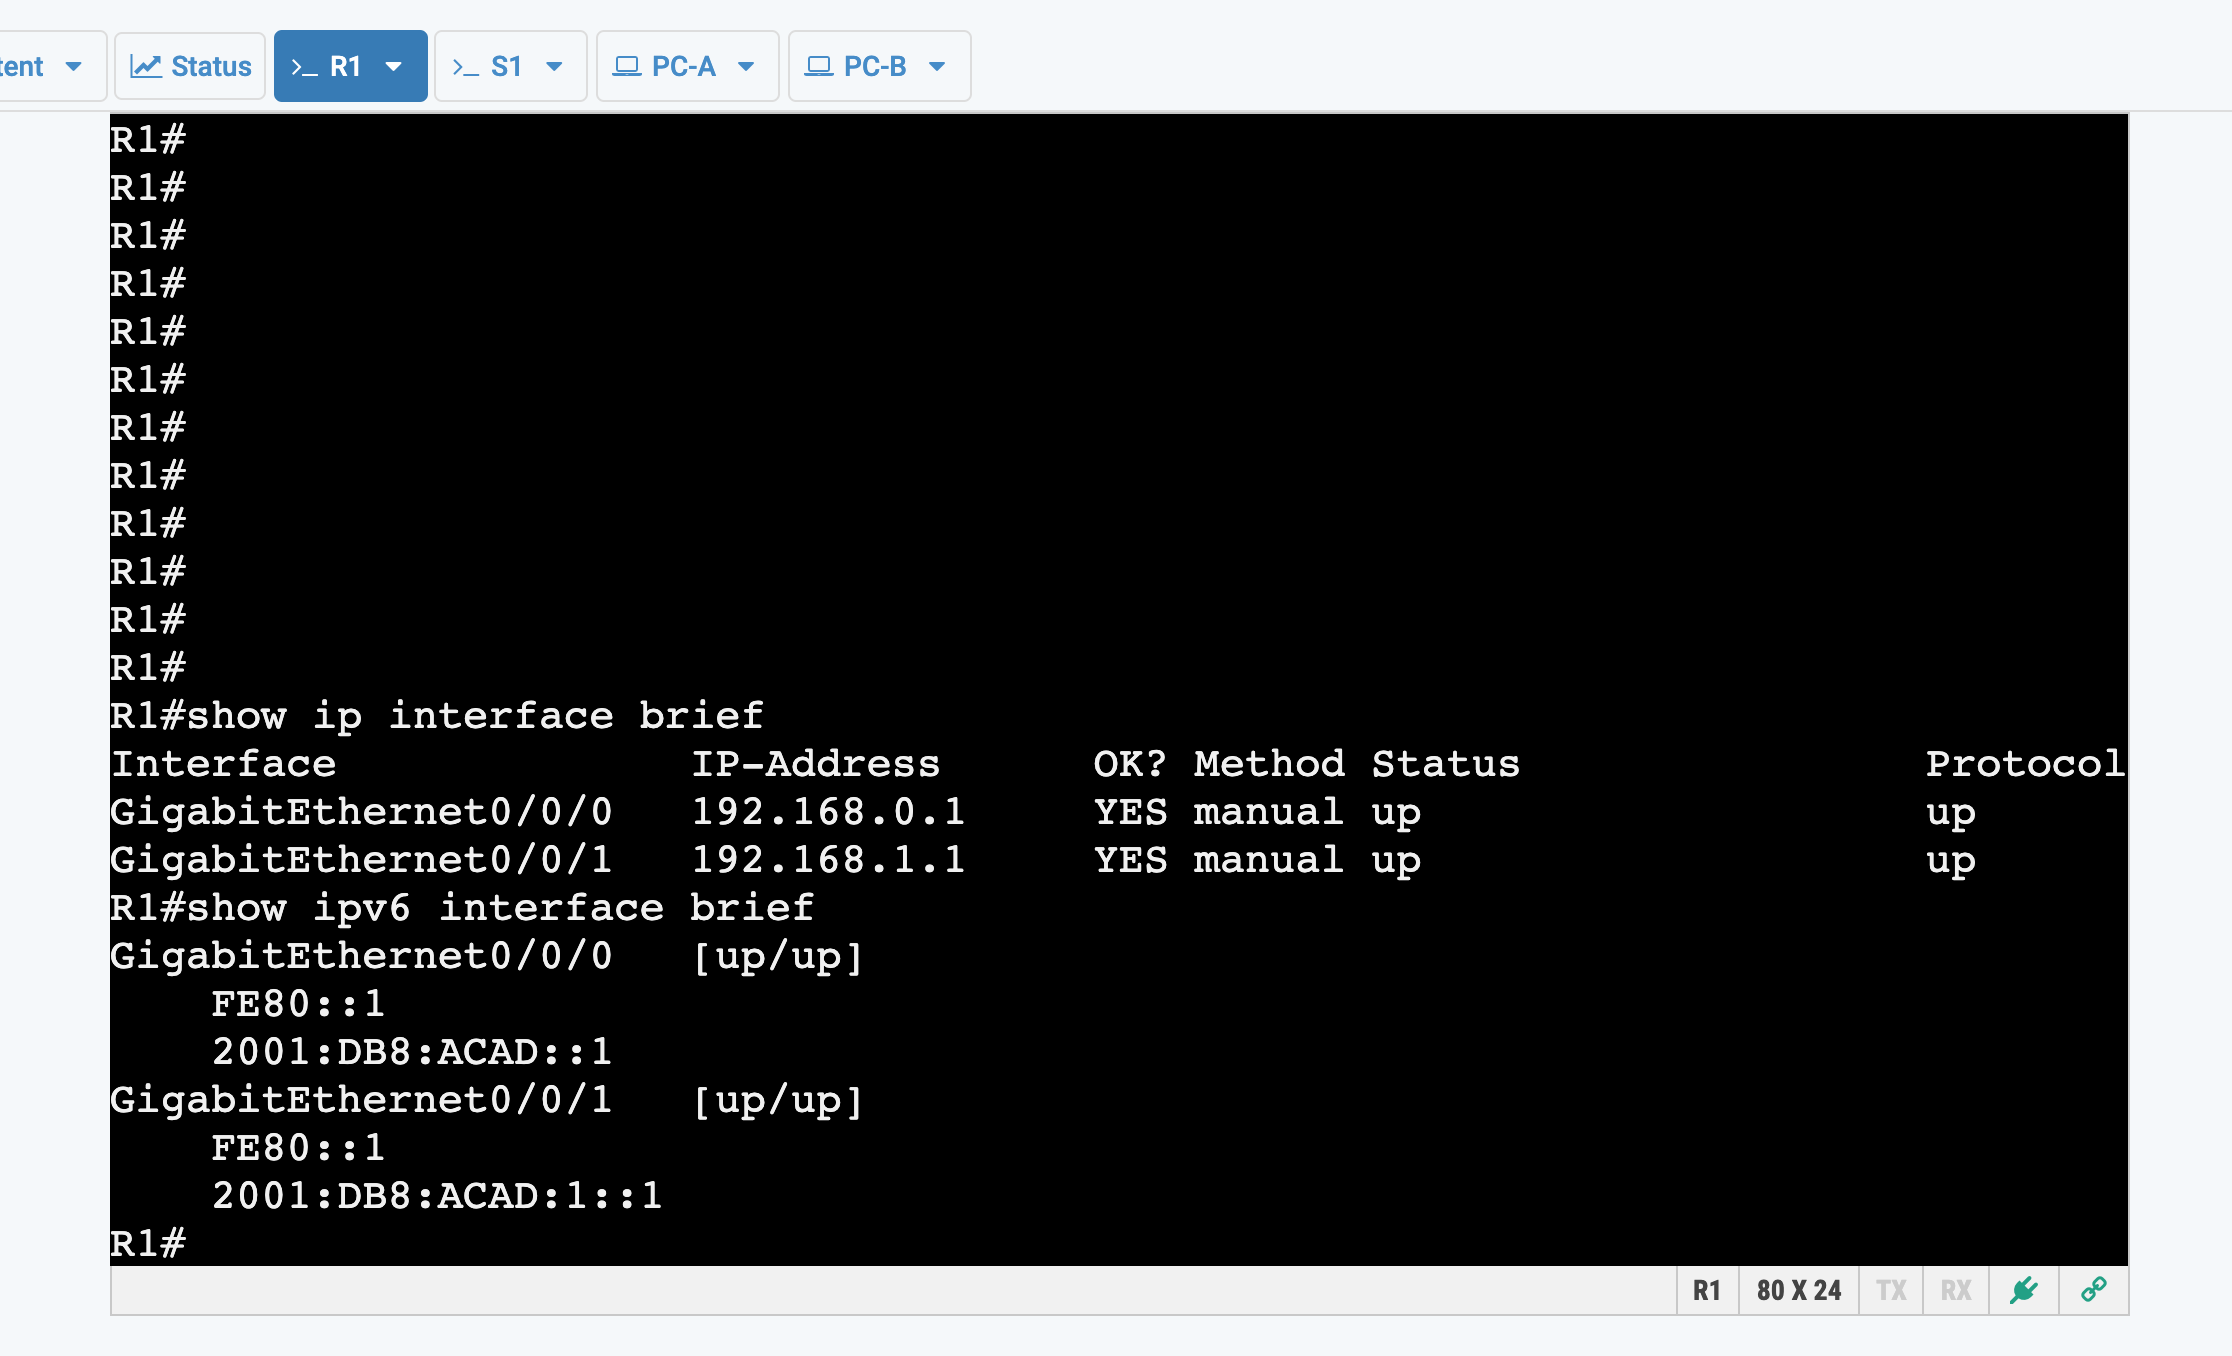 tent
Status
R1
S1
PC-A
PC-B
R1#
R1#
R1#
R1#
R1#
R1#
R1#
R1#
R1#
R1#
R1#
R1#
R1#show ip interface brief
Interface IP-Address OK? Method Status Protocol
GigabitEthernet0/0/0 192.168.0.1 YES manual up up
GigabitEthernet0/0/1 192.168.1.1 YES manual up up
R1#show ipv6 interface brief
GigabitEthernet0/0/0 [up/up]
FE80::1
2001:DB8:ACAD::1
GigabitEthernet0/0/1 [up/up]
FE80::1
2001:DB8:ACAD:1::1
R1#
R1 80 X 24 TX RX